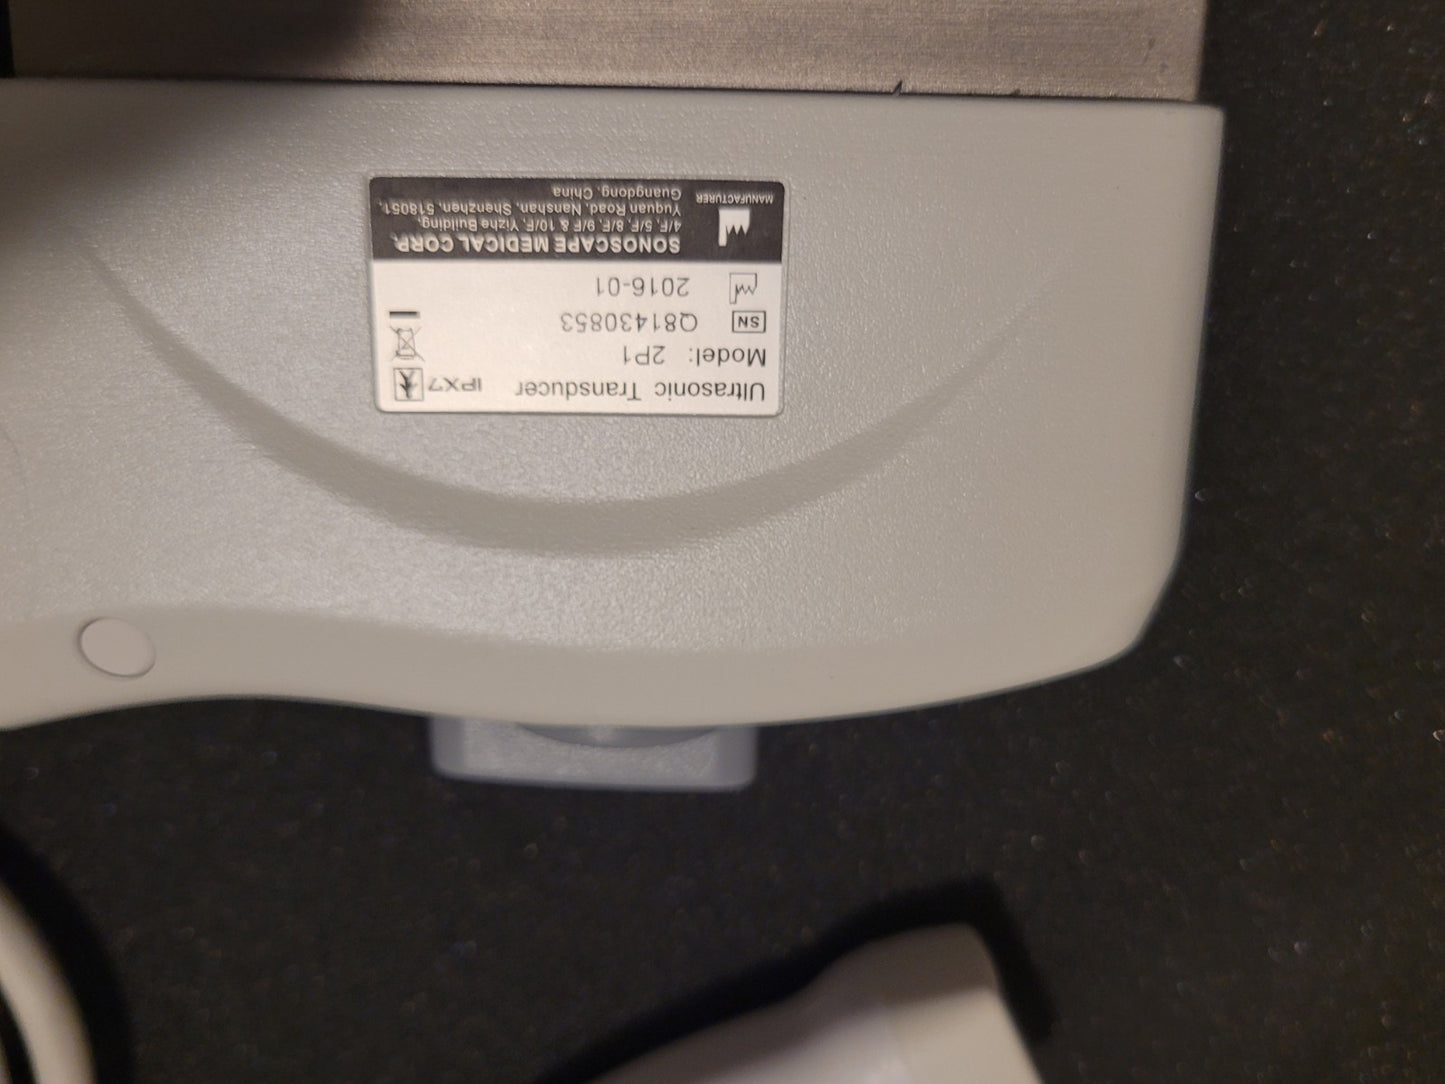 Ultrasonic Transducer IPX7
Model: 2P1
SN Q81430853
2016-01
SONOSCAPE MEDICAL CORP.
4/F, 5/F, 8/F, 9/F & 10/F, Yizhe Building,
Yuquan Road, Nanshan, Shenzhen, 518051,
Guangdong, China
MANUFACTURER